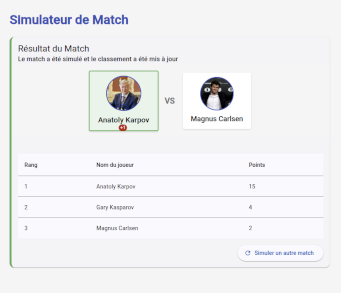 Simulateur de Match
Résultat du Match
Le match a été simulé et le classement a été mis à jour
VS
Anatoly Karpov
Magnus Carlsen
Rang Nom du joueur Points
1 Anatoly Karpov 15
2 Gary Kasparov 4
3 Magnus Carlsen 2
Simuler un autre match